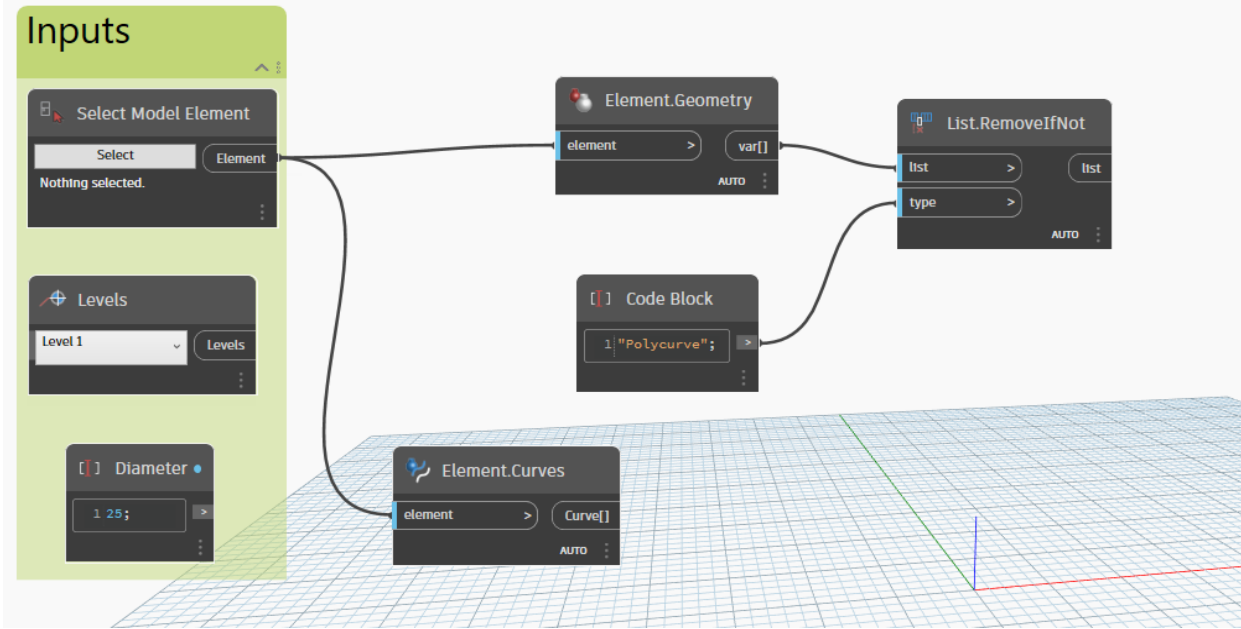 Inputs
Select Model Element
Select
Element
Nothing selected.
Levels
Level 1
Levels
[ ] Diameter
1 25;
>
Element.Geometry
element >
var[]
AUTO
[ ] Code Block
1 "Polycurve";
>
Element.Curves
element >
Curve[]
AUTO
List.RemoveIfNot
list >
list
type >
AUTO